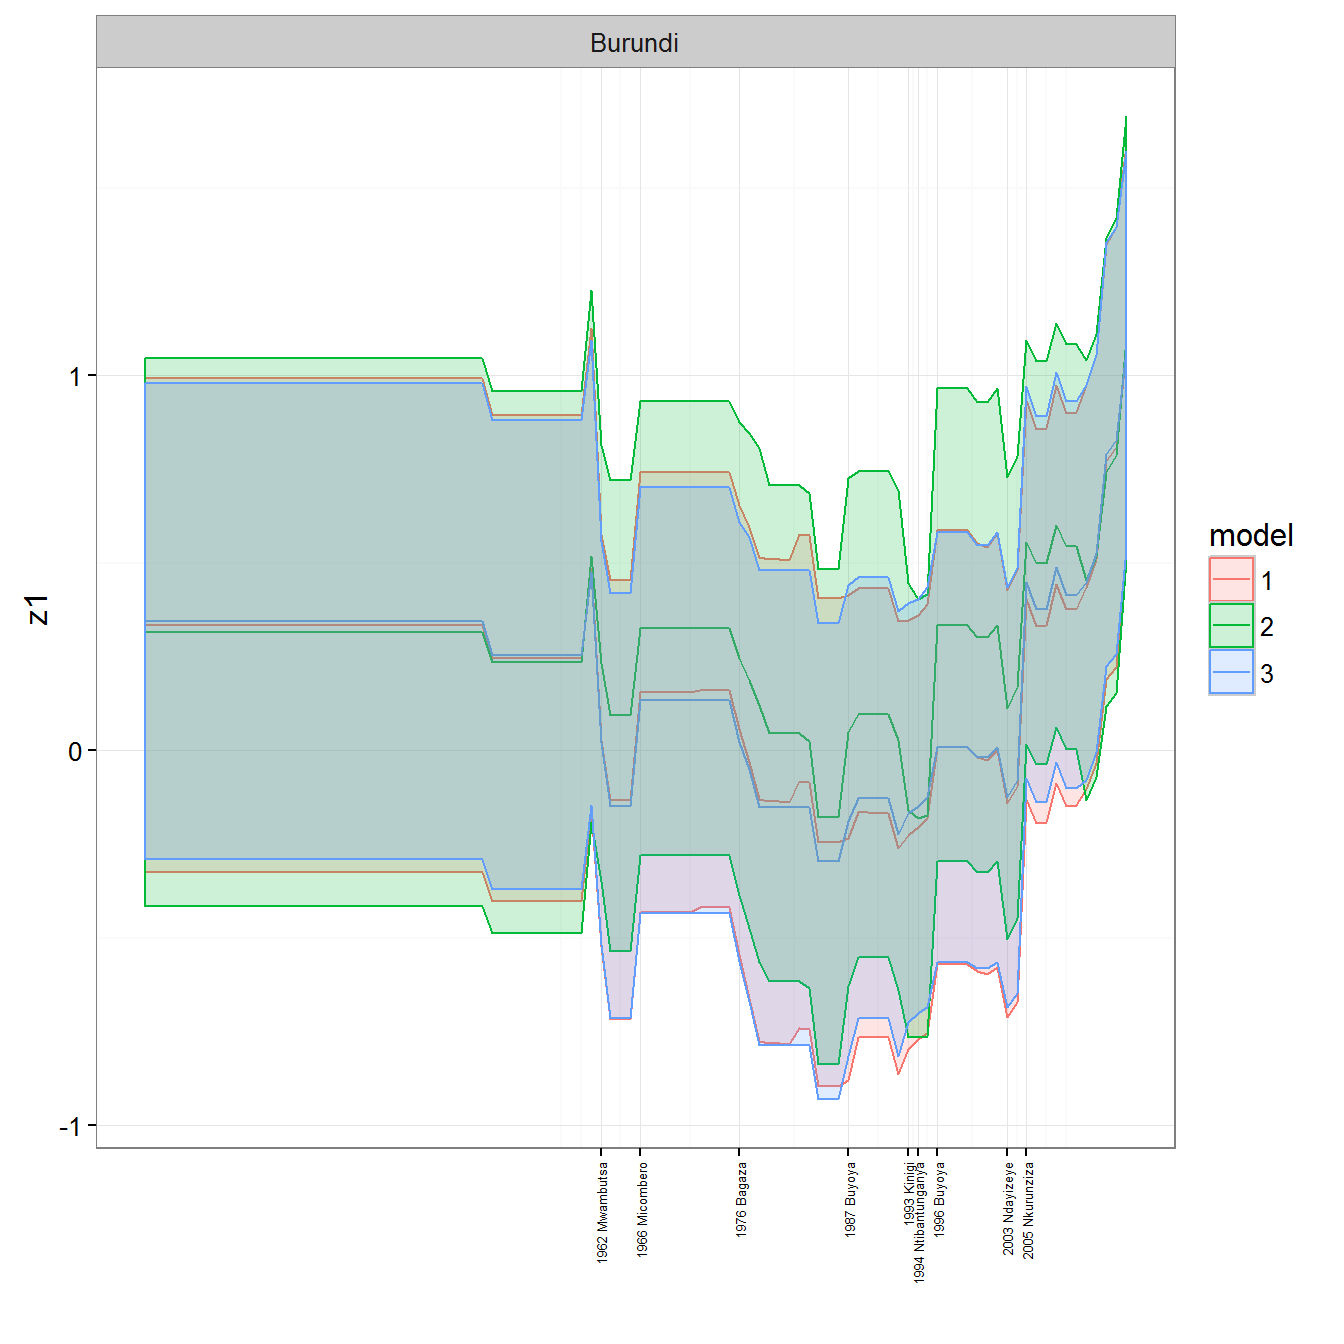 Burundi
z1
1
0
-1
1962 Mwambutsa
1966 Micombero
1976 Bagaza
1987 Buyoya
1993 Kinigi
1994 Ntibantunganya
1996 Buyoya
2003 Ndayizeye
2005 Nkurunziza
model
1
2
3